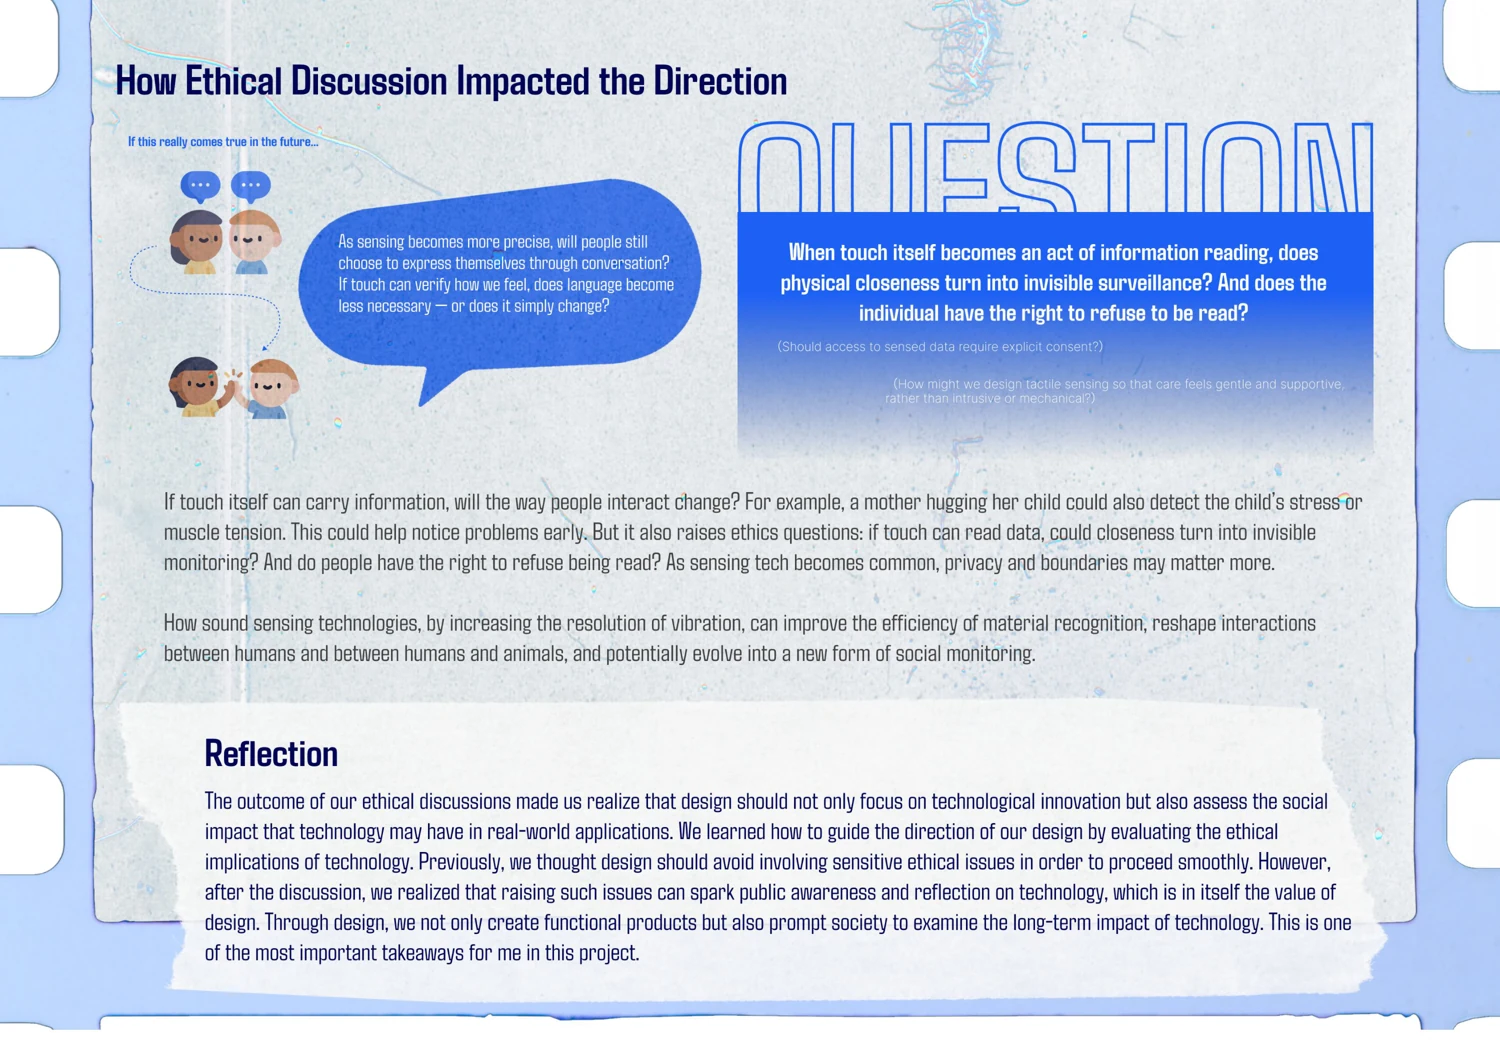 How Ethical Discussion Impacted the Direction
If this really comes true in the future...
As sensing becomes more precise, will people still
choose to express themselves through conversation?
If touch can verify how we feel, does language become
less necessary — or does it simply change?
QUESTION
When touch itself becomes an act of information reading, does
physical closeness turn into invisible surveillance? And does the
individual have the right to refuse to be read?
(Should access to sensed data require explicit consent?)
(How might we design tactile sensing so that care feels gentle and supportive,
rather than intrusive or mechanical?)
If touch itself can carry information, will the way people interact change? For example, a mother hugging her child could also detect the child's stress or
muscle tension. This could help notice problems early. But it also raises ethics questions: if touch can read data, could closeness turn into invisible
monitoring? And do people have the right to refuse being read? As sensing tech becomes common, privacy and boundaries may matter more.
How sound sensing technologies, by increasing the resolution of vibration, can improve the efficiency of material recognition, reshape interactions
between humans and between humans and animals, and potentially evolve into a new form of social monitoring.
Reflection
The outcome of our ethical discussions made us realize that design should not only focus on technological innovation but also assess the social
impact that technology may have in real-world applications. We learned how to guide the direction of our design by evaluating the ethical
implications of technology. Previously, we thought design should avoid involving sensitive ethical issues in order to proceed smoothly. However,
after the discussion, we realized that raising such issues can spark public awareness and reflection on technology, which is in itself the value of
design. Through design, we not only create functional products but also prompt society to examine the long-term impact of technology. This is one
of the most important takeaways for me in this project.